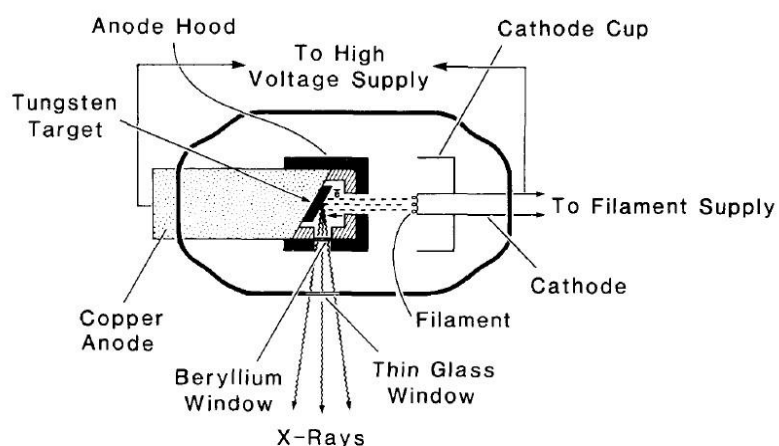 Anode Hood
Cathode Cup
To High
Voltage Supply
Tungsten
Target
To Filament Supply
Cathode
Copper
Anode
Filament
Beryllium
Window
Thin Glass
Window
X-Rays